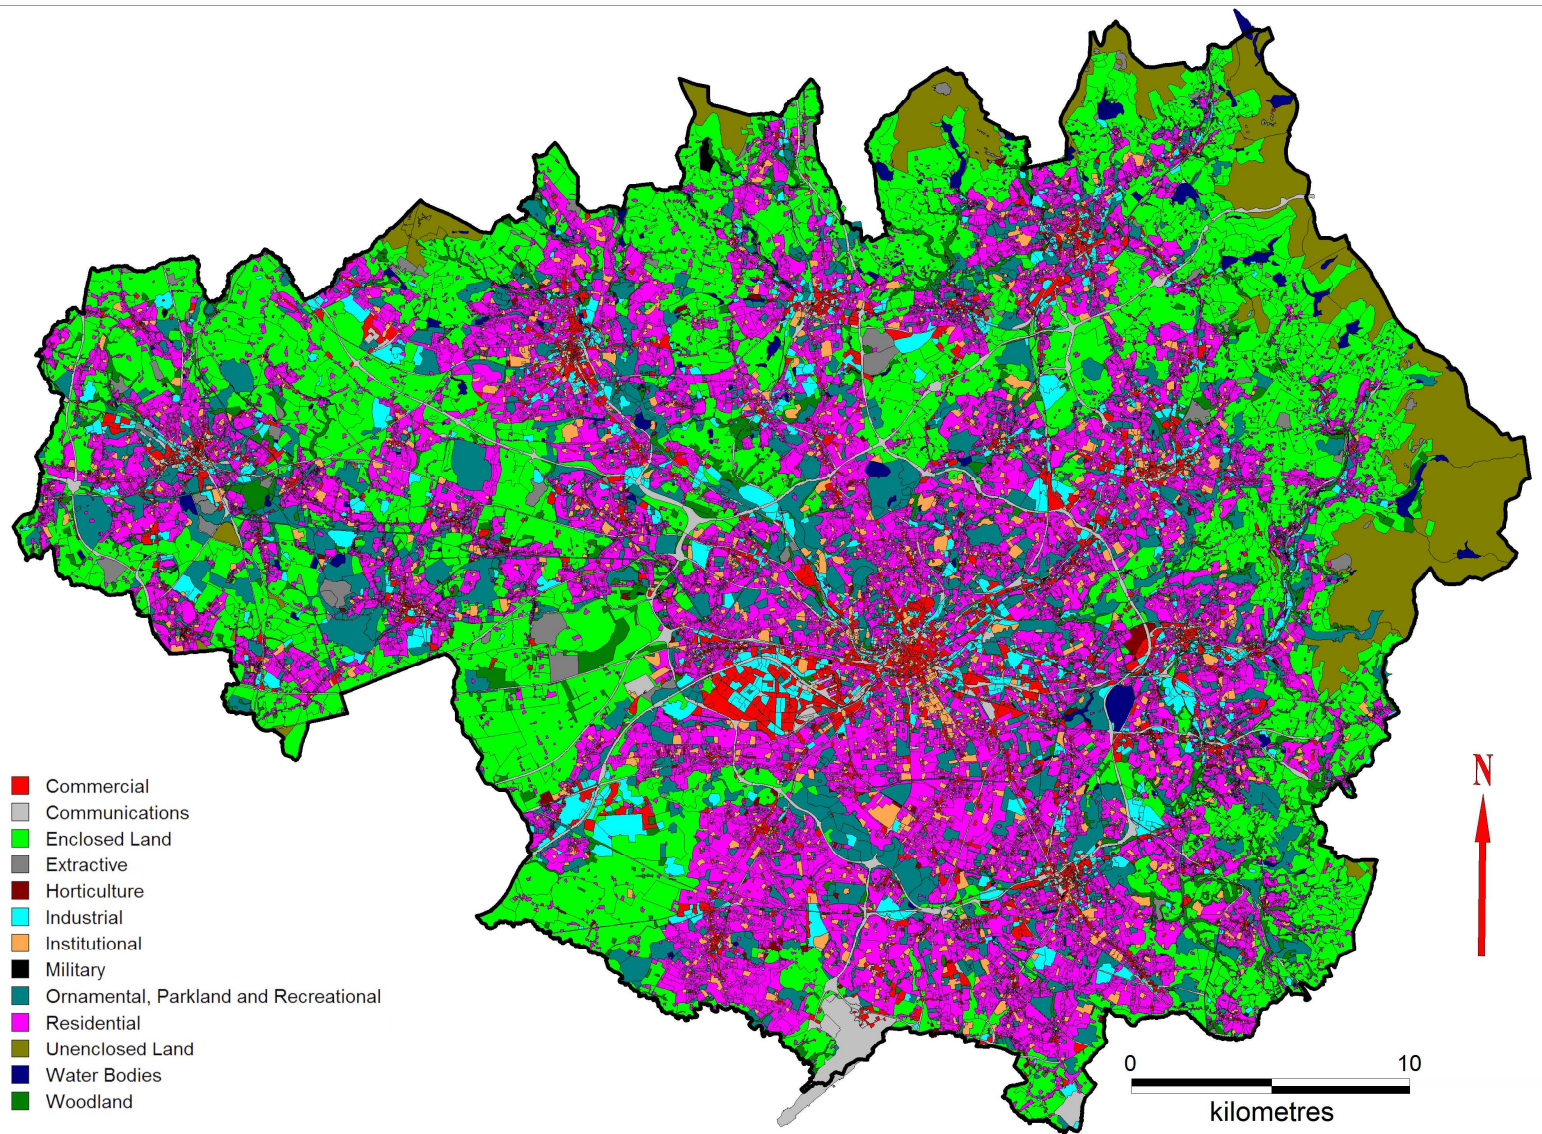 Commercial
Communications
Enclosed Land
Extractive
Horticulture
Industrial
Institutional
Military
Ornamental, Parkland and Recreational
Residential
Unenclosed Land
Water Bodies
Woodland
N
0 10
kilometres